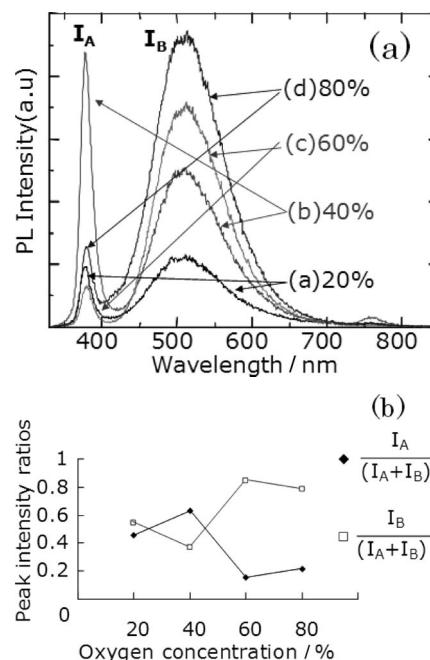 I_A I_B (a)
PL Intensity(a.u)
(d)80%
(c)60%
(b)40%
(a)20%
400 500 600 700 800
Wavelength / nm
(b)
Peak intensity ratios
1
0.8
0.6
0.4
0.2
0
20 40 60 80
Oxygen concentration / %
I_A
(I_A+I_B)
I_B
(I_A+I_B)